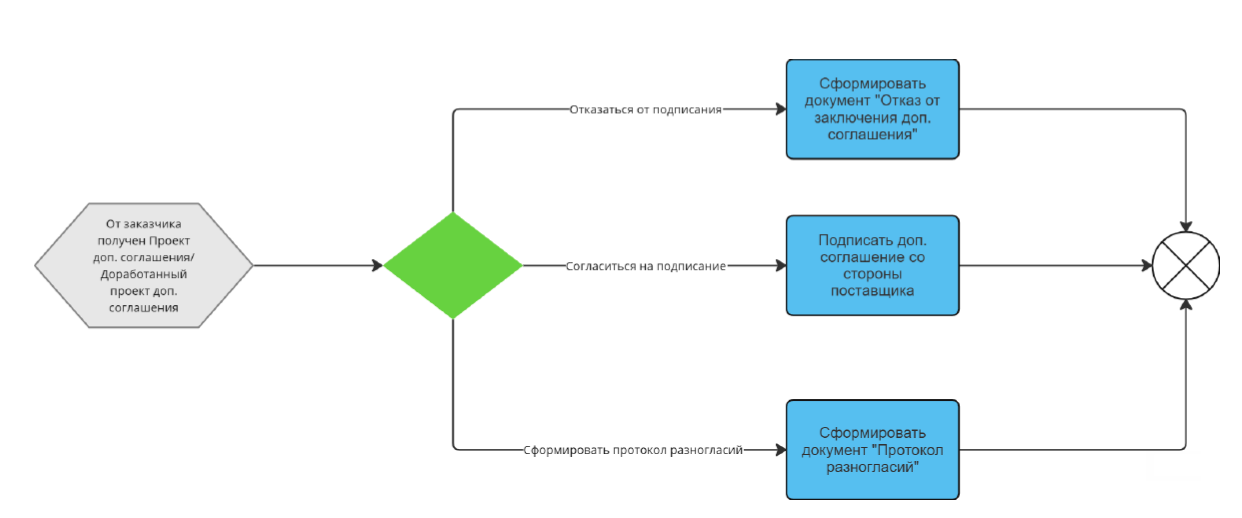 Сформировать
документ "Отказ от
заключения доп.
соглашения"
Отказаться от подписания
От заказчика
получен Проект
доп. соглашения/
Доработанный
проект доп.
соглашения
Согласиться на подписание
Подписать доп.
соглашение со
стороны
поставщика
Сформировать протокол разногласий
Сформировать
документ "Протокол
разногласий"